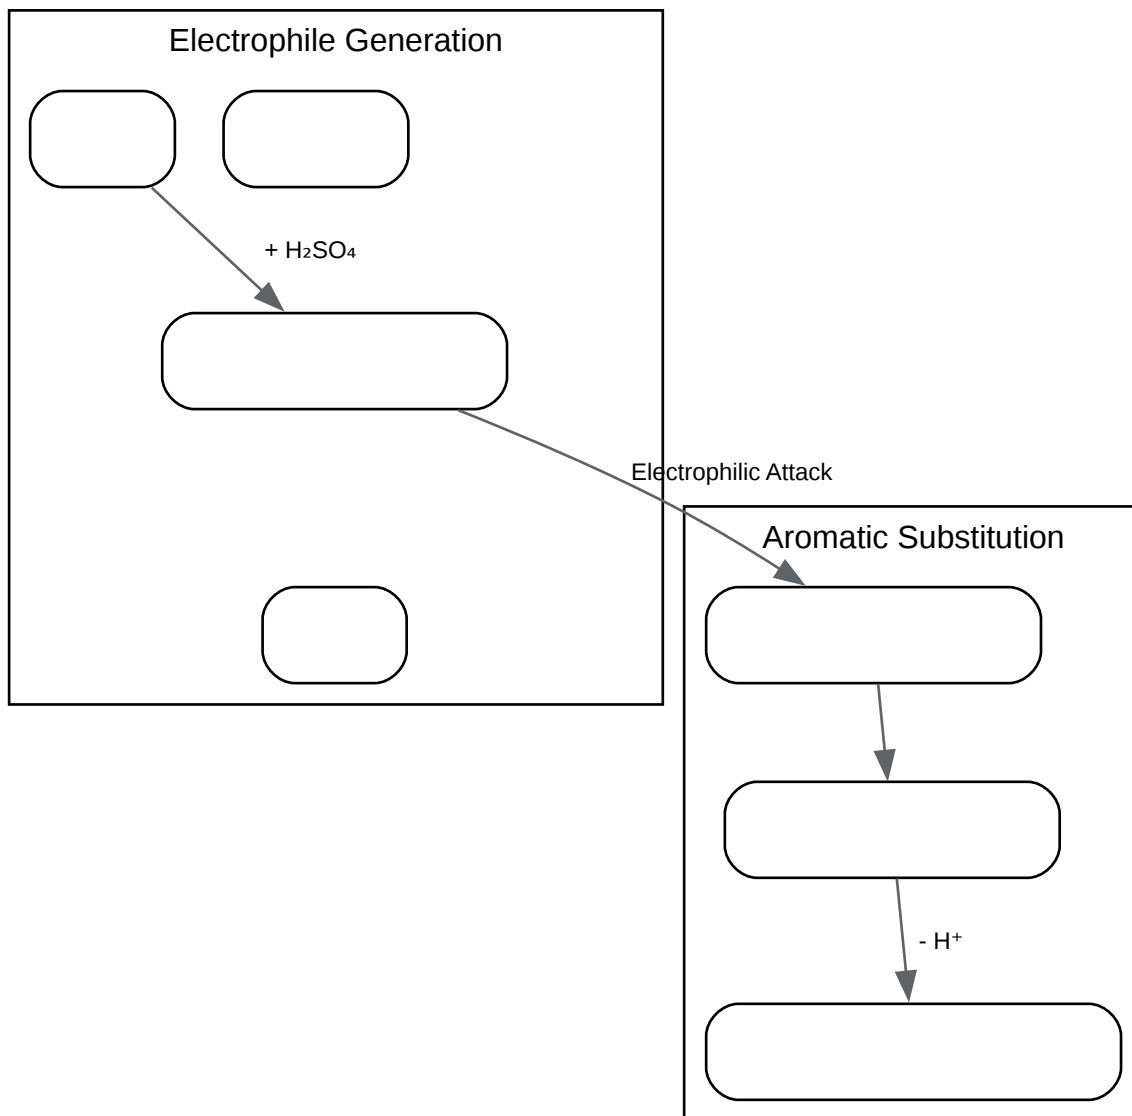 Electrophile Generation
+ H₂SO₄
Electrophilic Attack
Aromatic Substitution
- H⁺